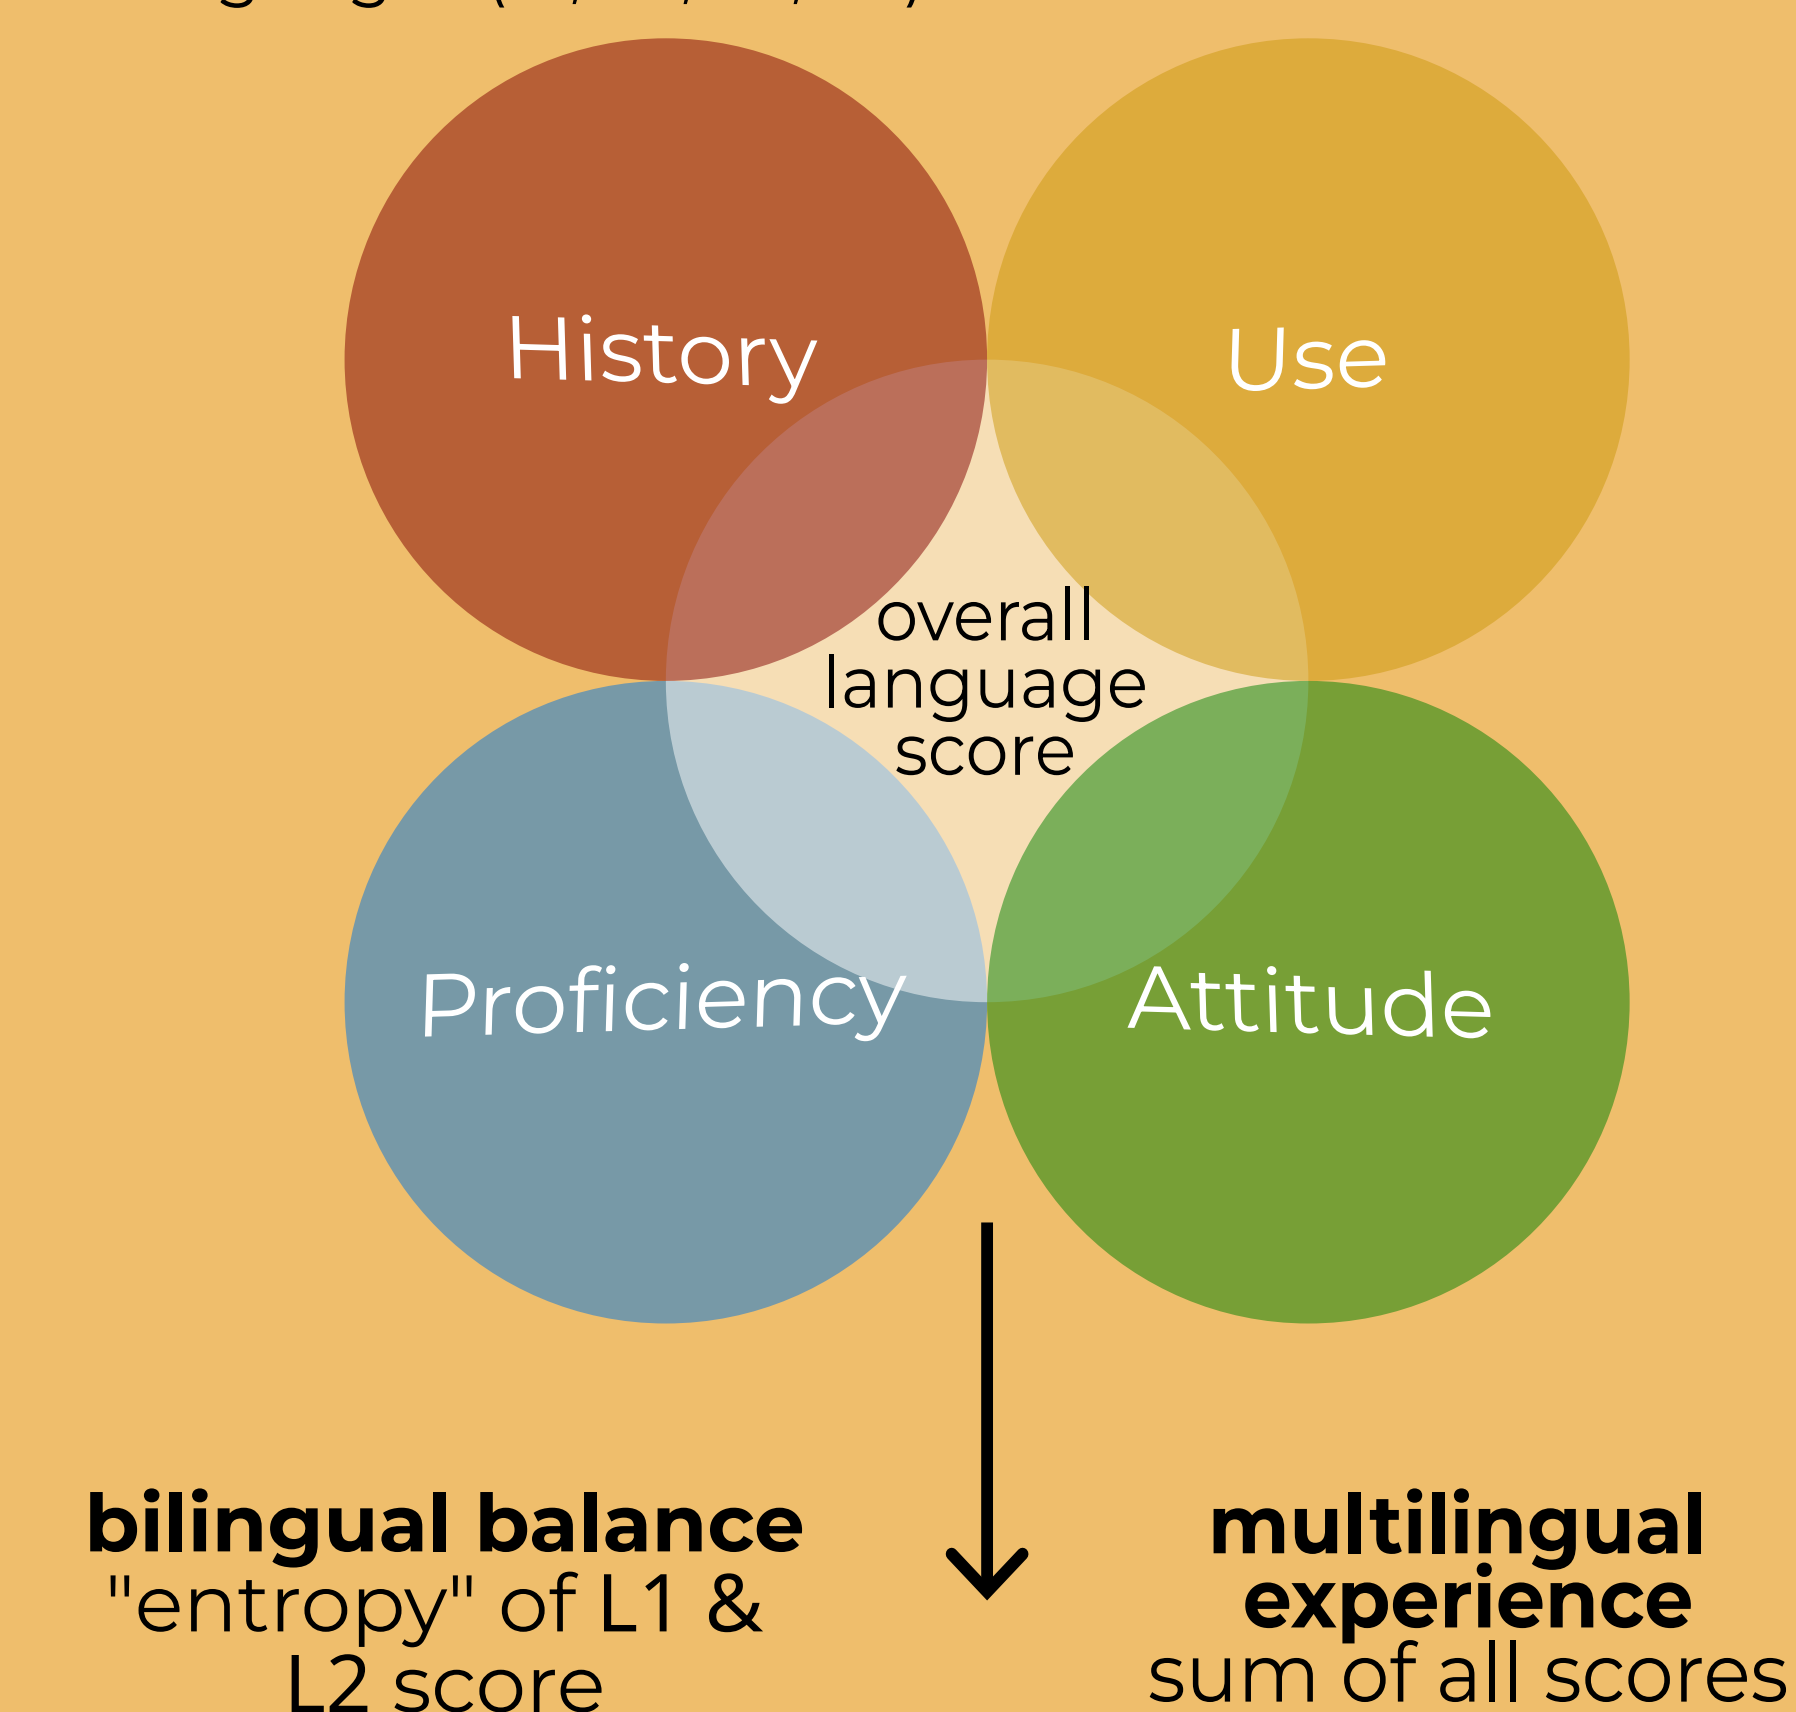 History
Use
overall
language
score
Proficiency
Attitude
bilingual balance
"entropy" of L1 &
L2 score
multilingual
experience
sum of all scores